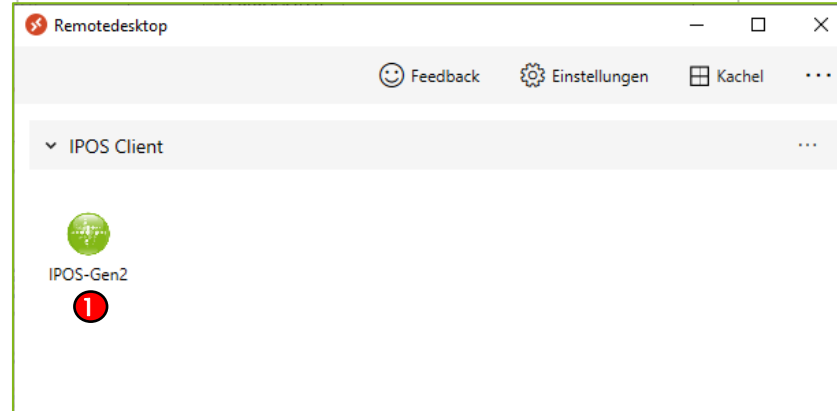 Remotedesktop
Feedback Einstellungen Kachel
IPOS Client
IPOS-Gen2
1